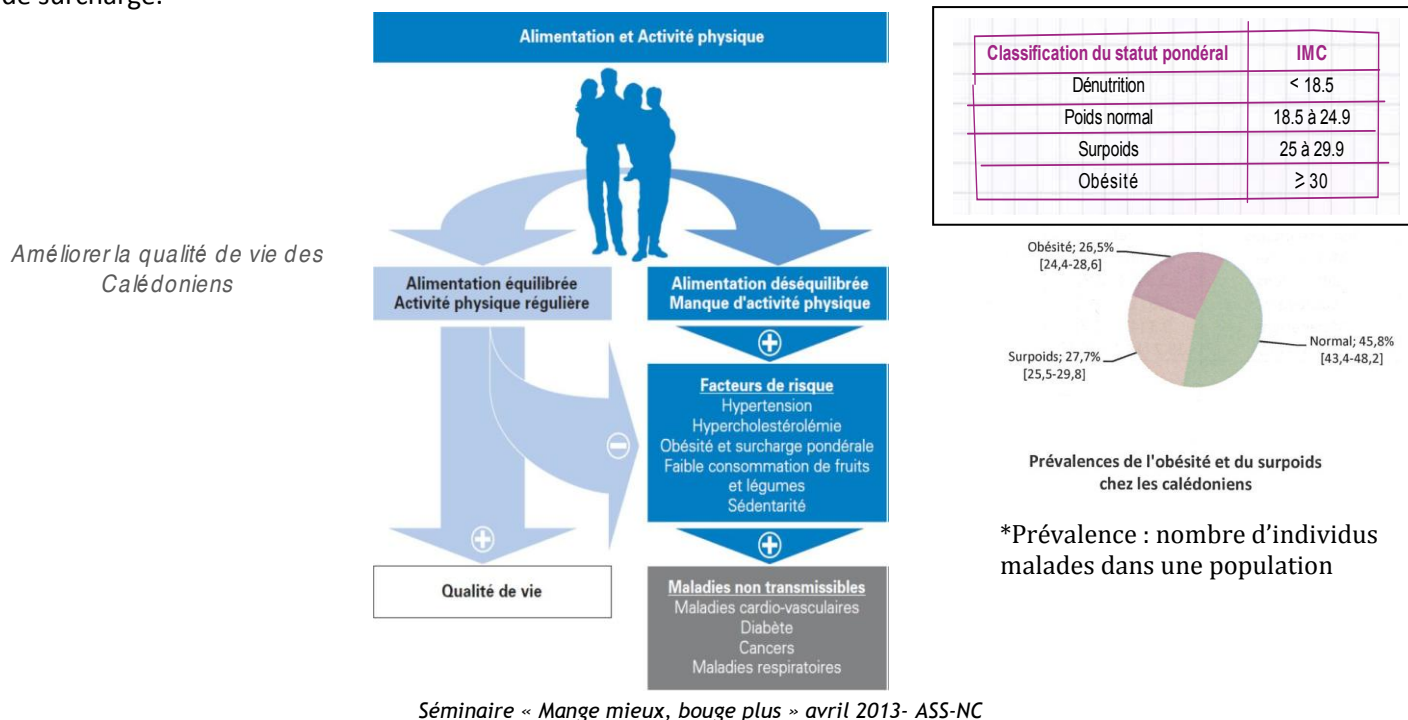 de surcharge.
Améliorer la qualité de vie des
Calédoniens
Alimentation et Activité physique
Alimentation équilibrée
Activité physique régulière
Alimentation déséquilibrée
Manque d'activité physique
+
Facteurs de risque
Hypertension
Hypercholestérolémie
Obésité et surcharge pondérale
Faible consommation de fruits
et légumes
Sédentarité
−
+
+
Qualité de vie
Maladies non transmissibles
Maladies cardio-vasculaires
Diabète
Cancers
Maladies respiratoires
Classification du statut pondéral IMC
Dénutrition < 18.5
Poids normal 18.5 à 24.9
Surpoids 25 à 29.9
Obésité ≥ 30
Obésité; 26,5%
[24,4-28,6]
Surpoids; 27,7%
[25,5-29,8]
Normal; 45,8%
[43,4-48,2]
Prévalences de l'obésité et du surpoids
chez les calédoniens
*Prévalence : nombre d’individus
malades dans une population
Séminaire « Mange mieux, bouge plus » avril 2013- ASS-NC